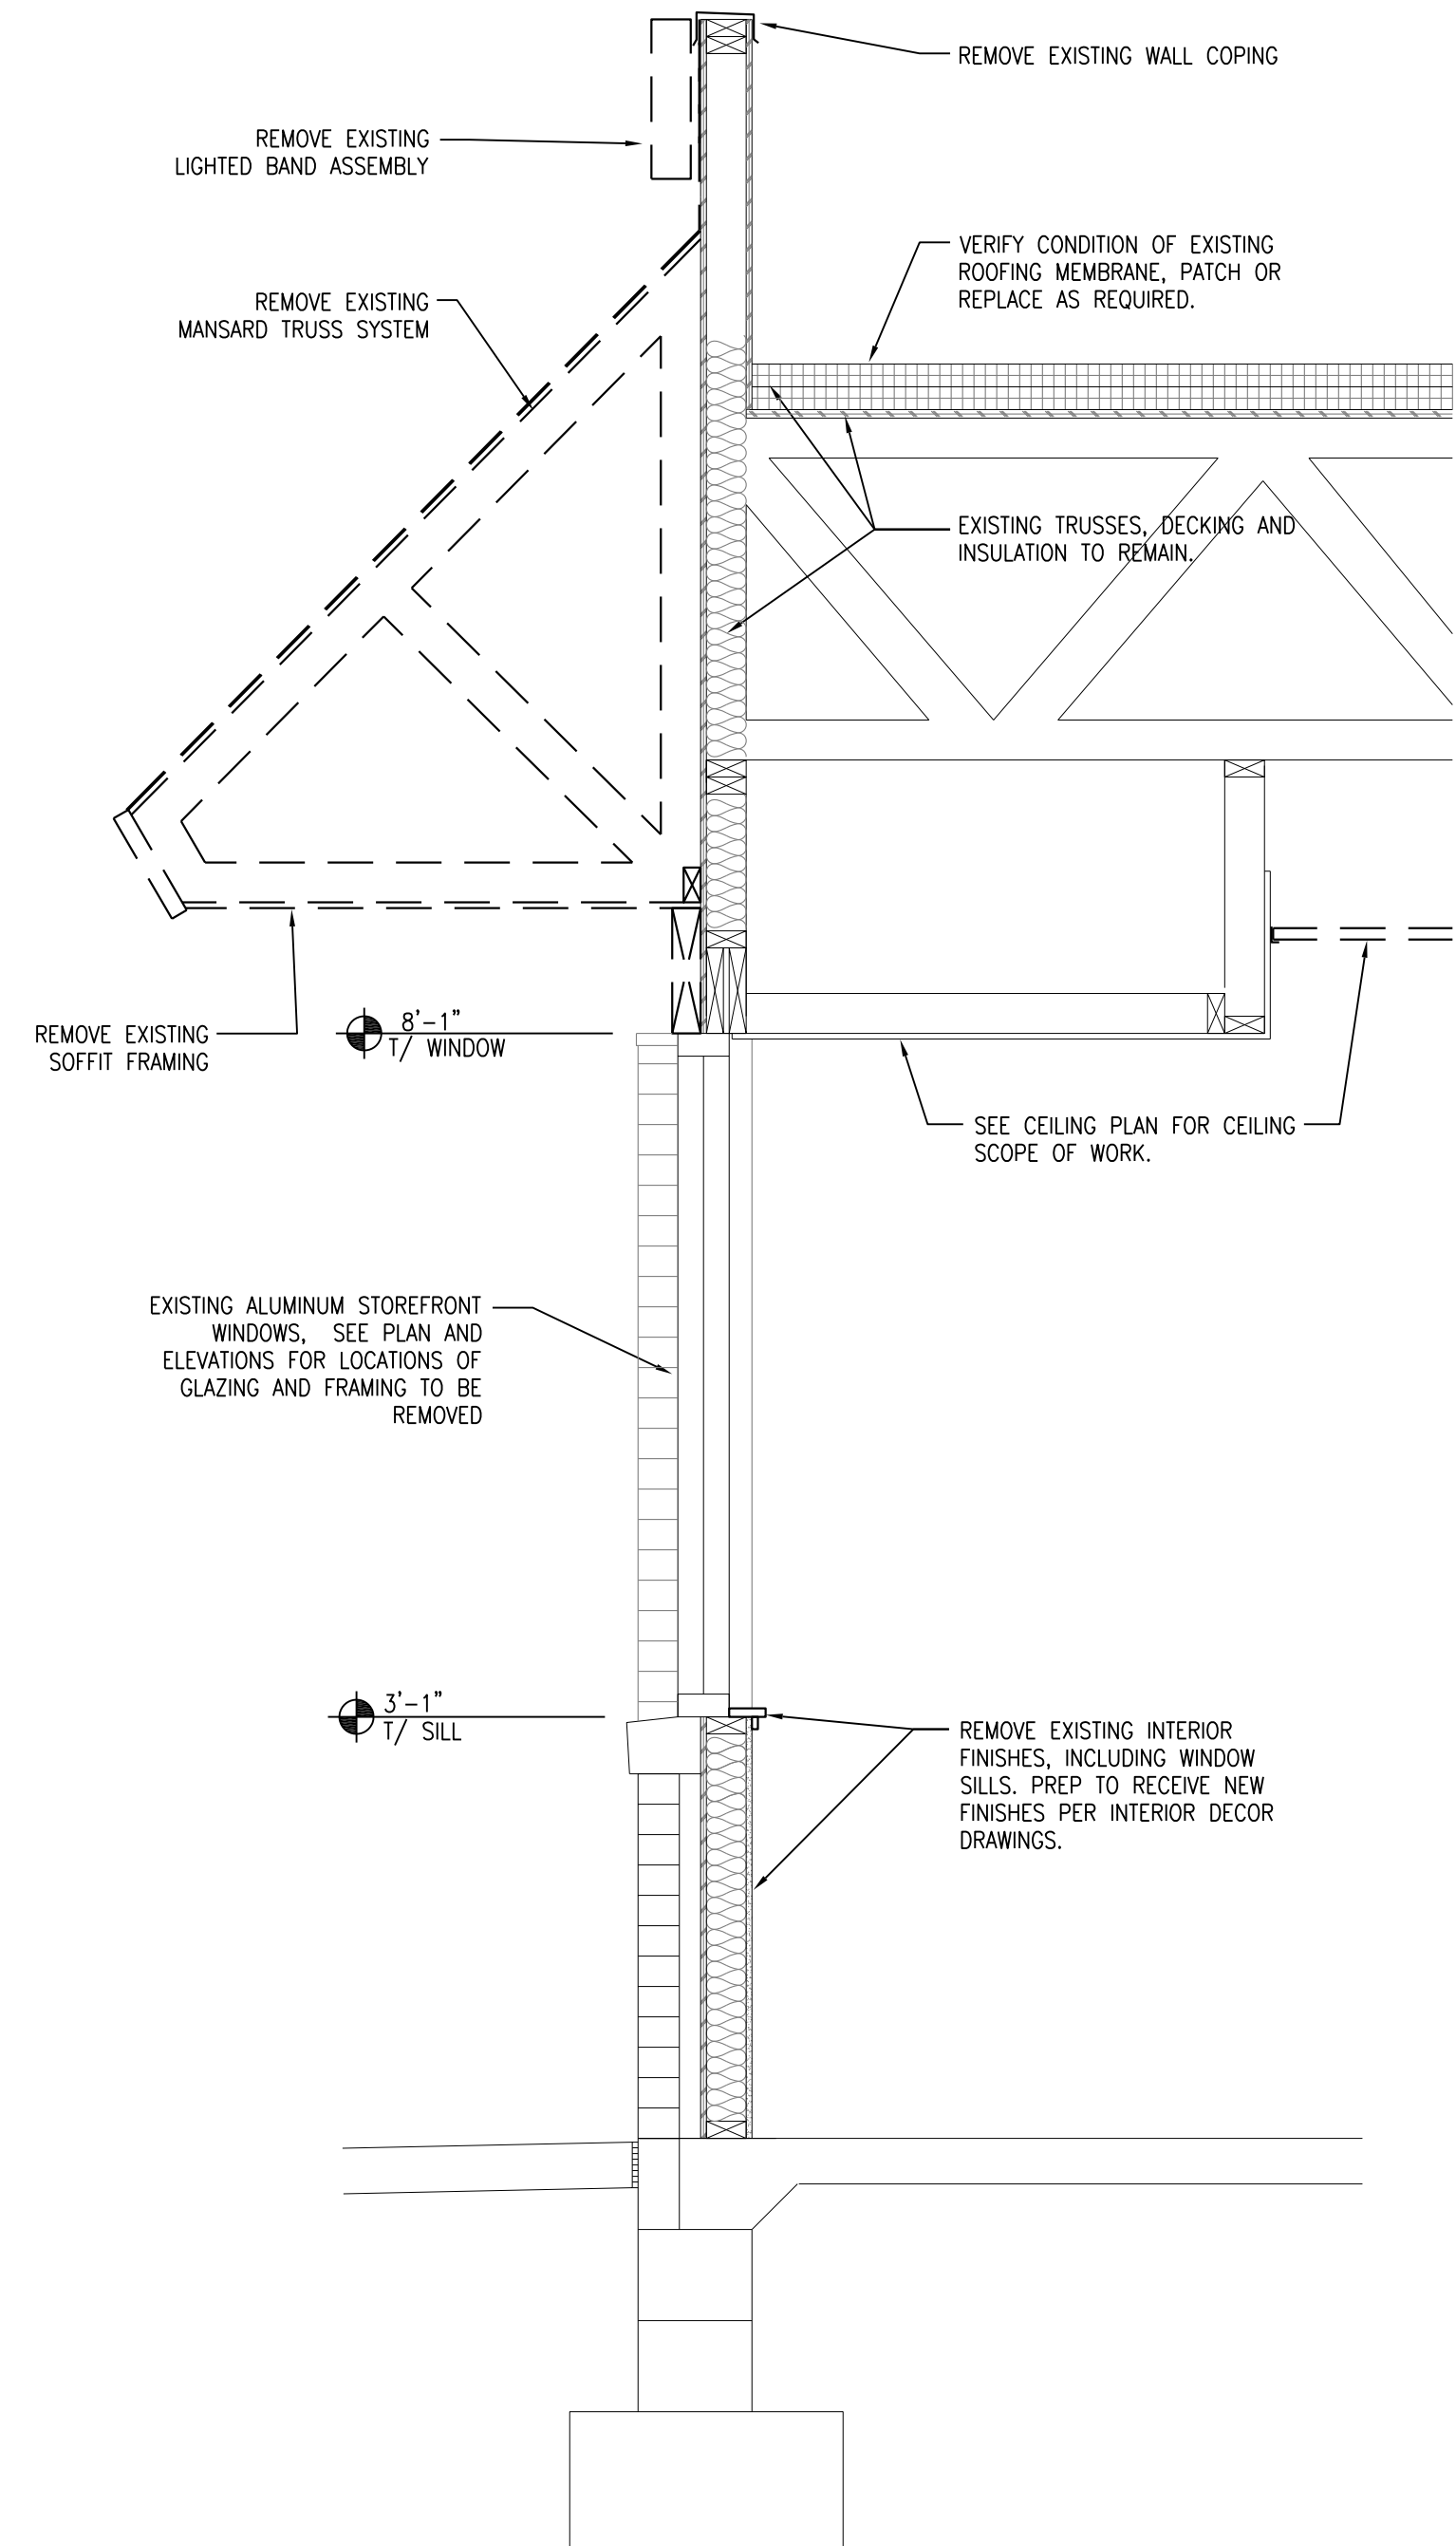 REMOVE EXISTING WALL COPING
REMOVE EXISTING
LIGHTED BAND ASSEMBLY
VERIFY CONDITION OF EXISTING
ROOFING MEMBRANE, PATCH OR
REPLACE AS REQUIRED.
REMOVE EXISTING
MANSARD TRUSS SYSTEM
EXISTING TRUSSES, DECKING AND
INSULATION TO REMAIN.
REMOVE EXISTING
SOFFIT FRAMING
8'-1"
T/ WINDOW
SEE CEILING PLAN FOR CEILING
SCOPE OF WORK.
EXISTING ALUMINUM STOREFRONT
WINDOWS, SEE PLAN AND
ELEVATIONS FOR LOCATIONS OF
GLAZING AND FRAMING TO BE
REMOVED
3'-1"
T/ SILL
REMOVE EXISTING INTERIOR
FINISHES, INCLUDING WINDOW
SILLS. PREP TO RECEIVE NEW
FINISHES PER INTERIOR DECOR
DRAWINGS.